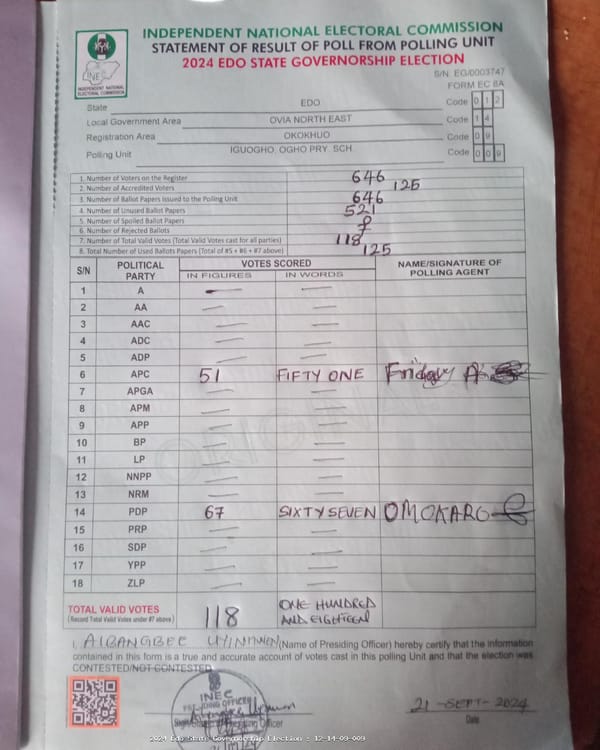 INDEPENDENT NATIONAL ELECTORAL COMMISSION
STATEMENT OF RESULT OF POLL FROM POLLING UNIT
2024 EDO STATE GOVERNORSHIP ELECTION
INEC
INDEPENDENT NATIONAL ELECTORAL COMMISSION
S/N. EG/0003747
FORM EC 8A
State EDO Code 0 1 2
Local Government Area OVIA NORTH EAST Code 1 4
Registration Area OKOKHUO Code 0 9
Polling Unit IGUOGHO, OGHO PRY. SCH. Code 0 0 9
1. Number of Voters on the Register 646
2. Number of Accredited Voters 125
3. Number of Ballot Papers issued to the Polling Unit 646
4. Number of Unused Ballot Papers 521
5. Number of Spoiled Ballot Papers
6. Number of Rejected Ballots
7. Number of Total Valid Votes (Total Valid Votes cast for all parties) 118
8. Total Number of Used Ballots Papers (Total of #5 + #6 + #7 above) 125
S/N POLITICAL PARTY VOTES SCORED NAME/SIGNATURE OF POLLING AGENT
IN FIGURES IN WORDS
1 A — —
2 AA — —
3 AAC — —
4 ADC — —
5 ADP — —
6 APC 51 FIFTY ONE Friday A
7 APGA — —
8 APM — —
9 APP — —
10 BP — —
11 LP — —
12 NNPP — —
13 NRM — —
14 PDP 67 SIXTY SEVEN OMOKARO
15 PRP — —
16 SDP — —
17 YPP — —
18 ZLP — —
TOTAL VALID VOTES 118 ONE HUNDRED
(Record Total Valid Votes under #7 above) AND EIGHTEEN
I, AIBANGBEE UYINMWEN (Name of Presiding Officer) hereby certify that the information
contained in this form is a true and accurate account of votes cast in this polling Unit and that the election was
CONTESTED/NOT CONTESTED
INEC
PRESIDING OFFICER
Signature of Presiding Officer
21-SEPT-2024
Date
2024 Edo State Governorship Election : 12-14-09-009